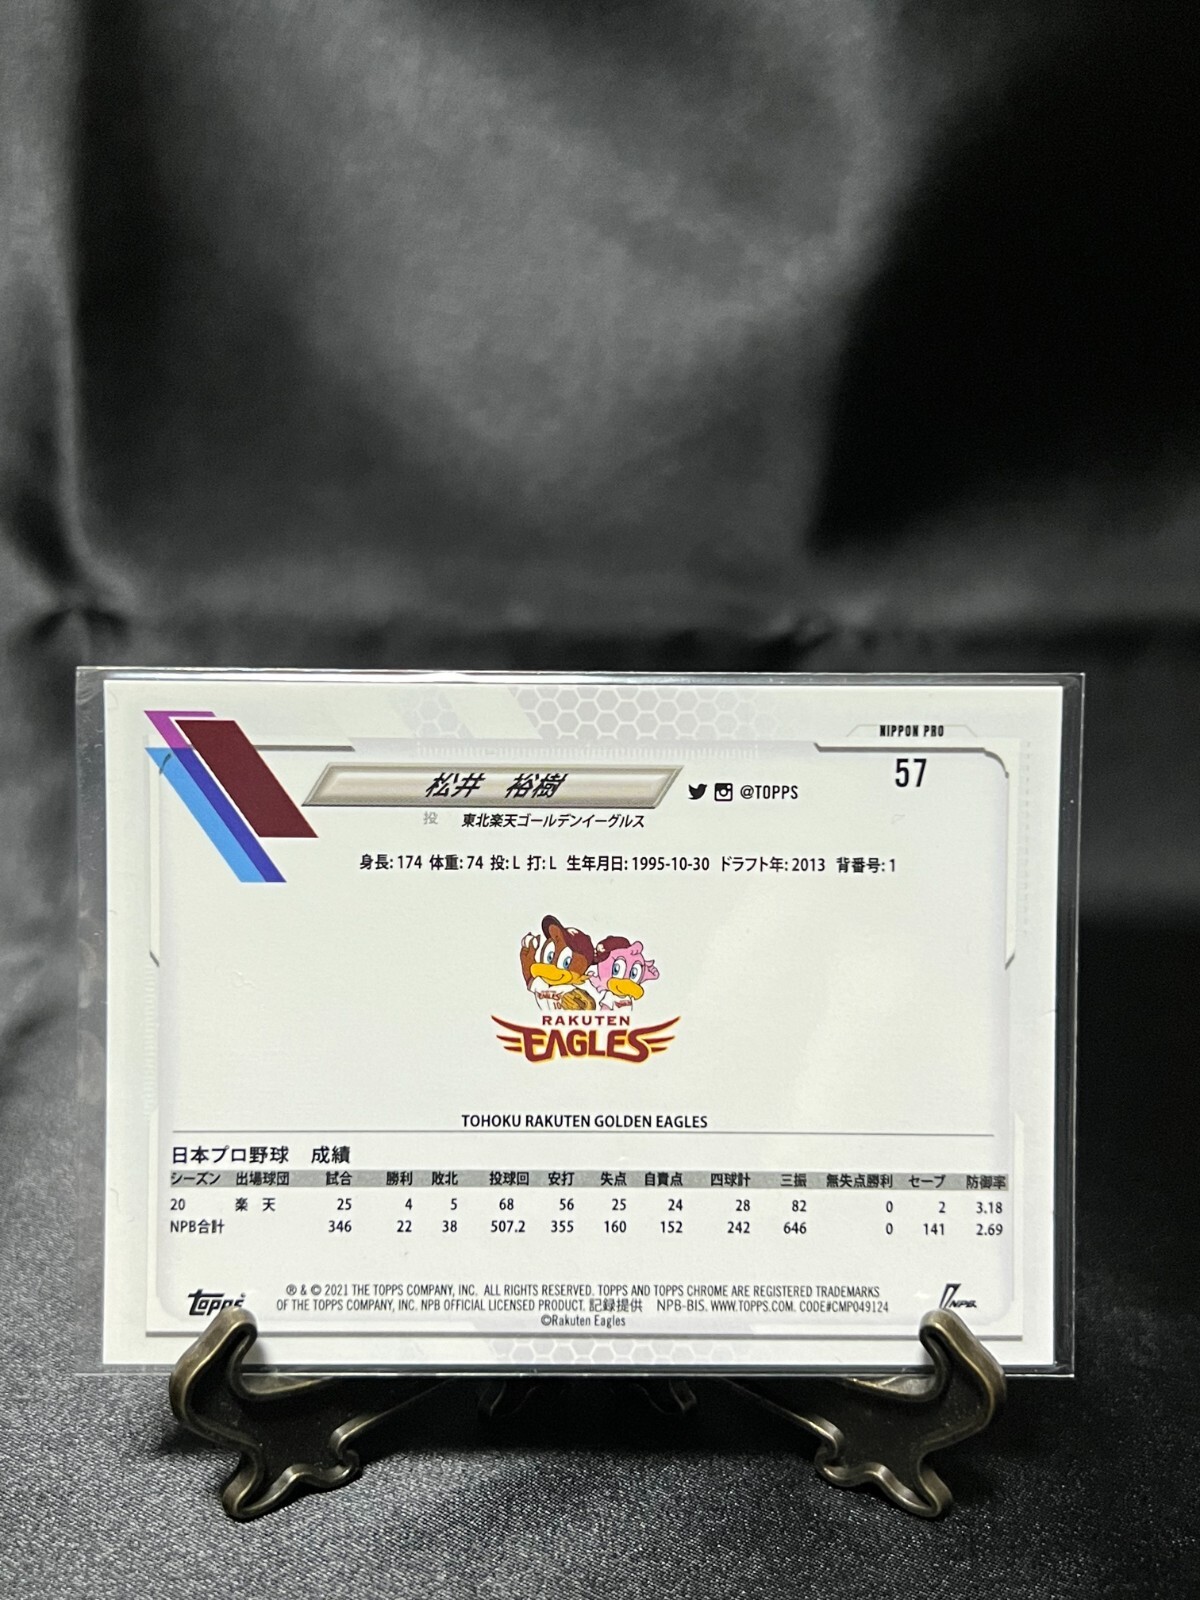 NIPPON PRO
57
松井 裕樹
@TOPPS
投 東北楽天ゴールデンイーグルス
身長: 174 体重: 74 投: L 打: L 生年月日: 1995-10-30 ドラフト年: 2013 背番号: 1
EAGLES
10
RAKUTEN
EAGLES
TOHOKU RAKUTEN GOLDEN EAGLES
日本プロ野球 成績
シーズン 出場球団 試合 勝利 敗北 投球回 安打 失点 自責点 四球計 三振 無失点勝利 セーブ 防御率
20 楽 天 25 4 5 68 56 25 24 28 82 0 2 3.18
NPB合計 346 22 38 507.2 355 160 152 242 646 0 141 2.69
topps
® & © 2021 THE TOPPS COMPANY, INC. ALL RIGHTS RESERVED. TOPPS AND TOPPS CHROME ARE REGISTERED TRADEMARKS
OF THE TOPPS COMPANY, INC. NPB OFFICIAL LICENSED PRODUCT. 記録提供 NPB-BIS. WWW.TOPPS.COM. CODE#CMP049124
©Rakuten Eagles
NPB